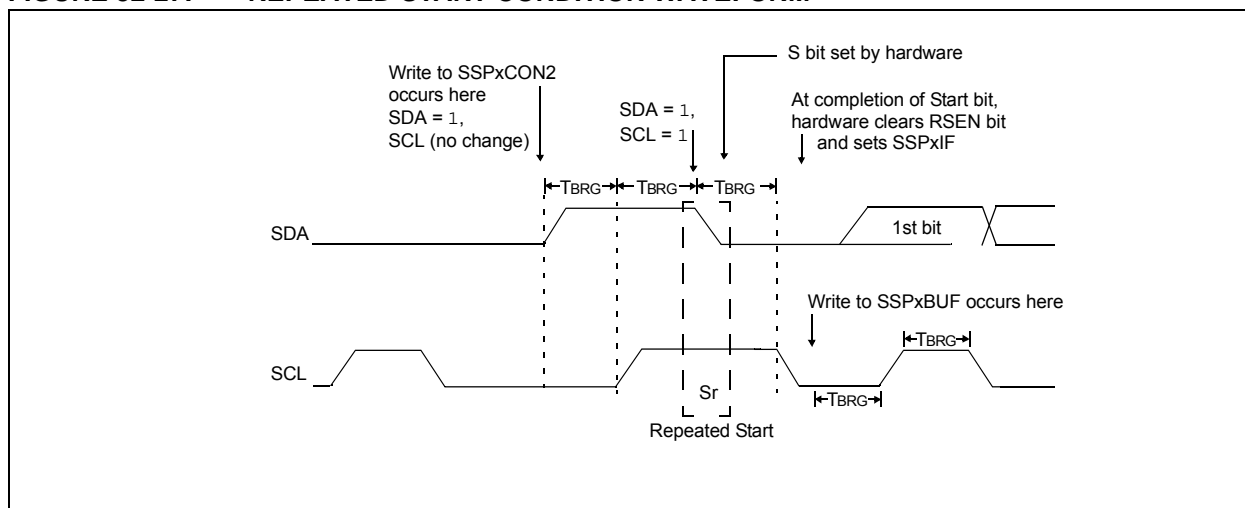 Write to SSPxCON2
occurs here
SDA = 1,
SCL (no change)
SDA = 1,
SCL = 1
S bit set by hardware
At completion of Start bit,
hardware clears RSEN bit
and sets SSPxIF
TBRG
TBRG
TBRG
SDA
1st bit
Write to SSPxBUF occurs here
TBRG
SCL
Sr
TBRG
Repeated Start